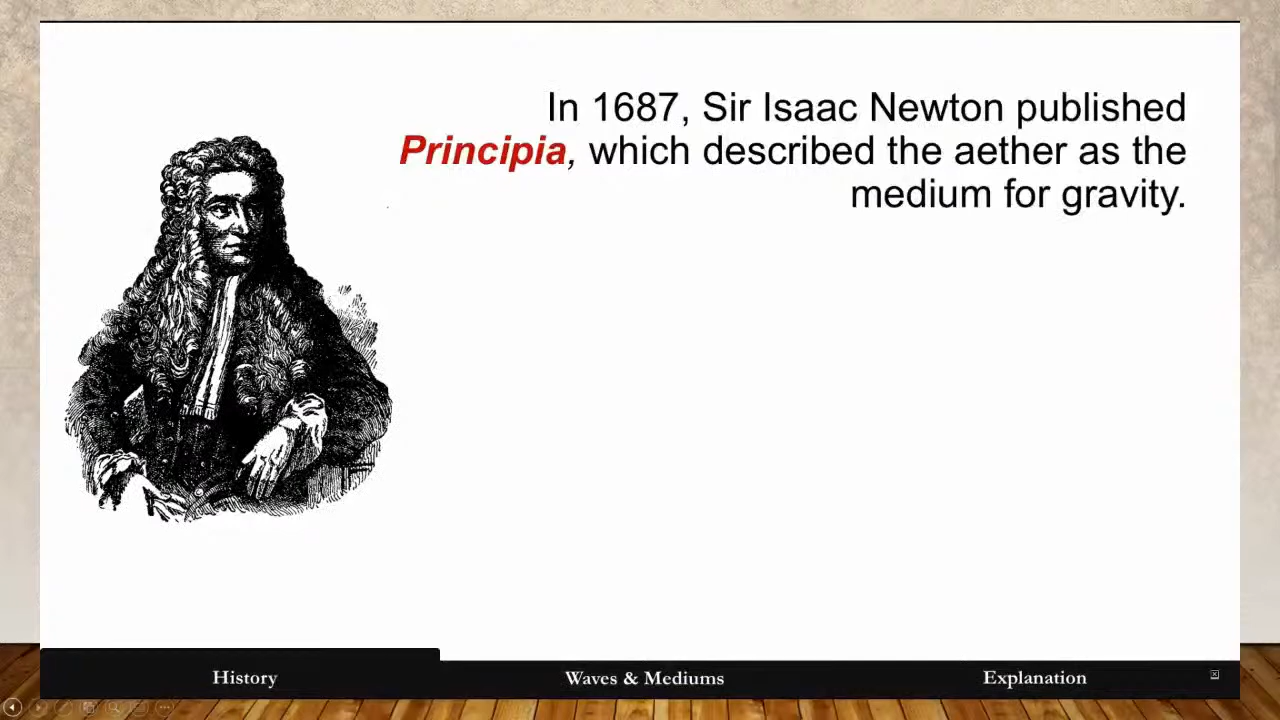 In 1687, Sir Isaac Newton published
Principia, which described the aether as the
medium for gravity.
History
Waves & Mediums
Explanation